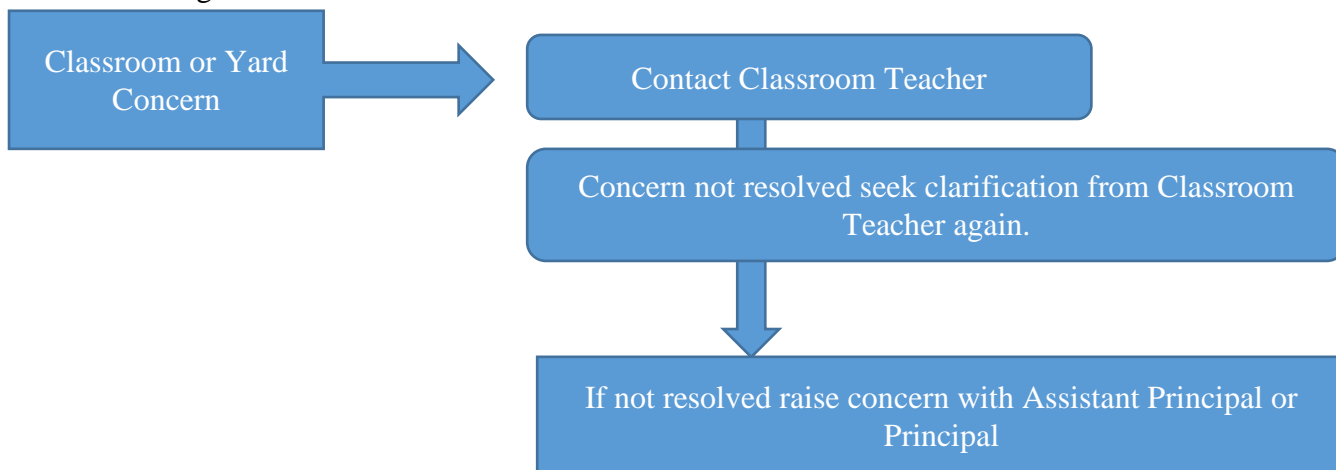 Classroom or Yard
Concern
Contact Classroom Teacher
Concern not resolved seek clarification from Classroom
Teacher again.
If not resolved raise concern with Assistant Principal or
Principal